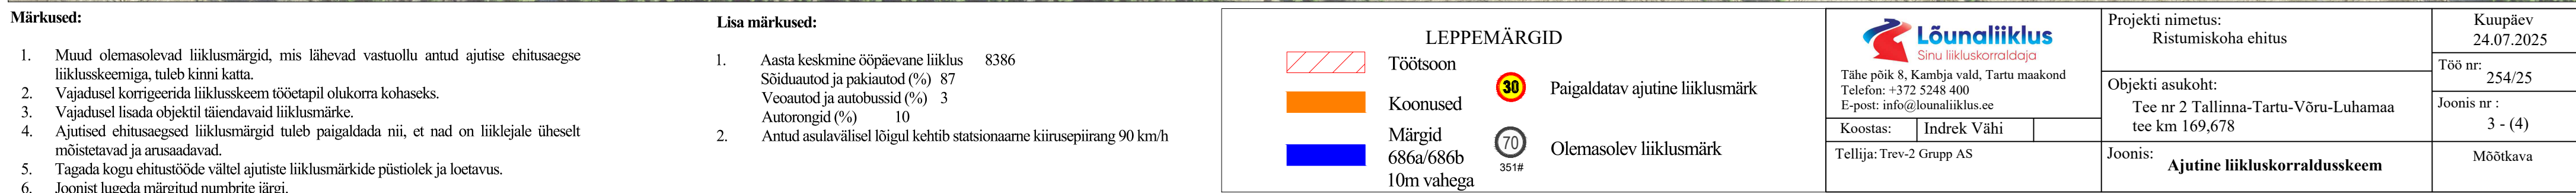 Märkused:
1. Muud olemasolevad liiklusmärgid, mis lähevad vastuollu antud ajutise ehitusaegse
liiklusskeemiga, tuleb kinni katta.
2. Vajadusel korrigeerida liiklusskeem tööetapil olukorra kohaseks.
3. Vajadusel lisada objektil täiendavaid liiklusmärke.
4. Ajutised ehitusaegsed liiklusmärgid tuleb paigaldada nii, et nad on liiklejale üheselt
mõistetavad ja arusaadavad.
5. Tagada kogu ehitustööde vältel ajutiste liiklusmärkide püstiolek ja loetavus.
6. Joonist lugeda märgitud numbrite järgi.
Lisa märkused:
1. Aasta keskmine ööpäevane liiklus 8386
Sõiduautod ja pakiautod (%) 87
Veoautod ja autobussid (%) 3
Autorongid (%) 10
2. Antud asulavälisel lõigul kehtib statsionaarne kiirusepiirang 90 km/h
LEPPEMÄRGID
Töötsoon
Koonused
Märgid
686a/686b
10m vahega
30
Paigaldatav ajutine liiklusmärk
70
351#
Olemasolev liiklusmärk
Lõunaliiklus
Sinu liikluskorraldaja
Tähe põik 8, Kambja vald, Tartu maakond
Telefon: +372 5248 400
E-post: info@lounaliiklus.ee
Koostas: Indrek Vähi
Tellija: Trev-2 Grupp AS
Projekti nimetus:
Ristumiskoha ehitus
Objekti asukoht:
Tee nr 2 Tallinna-Tartu-Võru-Luhamaa
tee km 169,678
Joonis:
Ajutine liikluskorraldusskeem
Kuupäev
24.07.2025
Töö nr:
254/25
Joonis nr :
3 - (4)
Mõõtkava